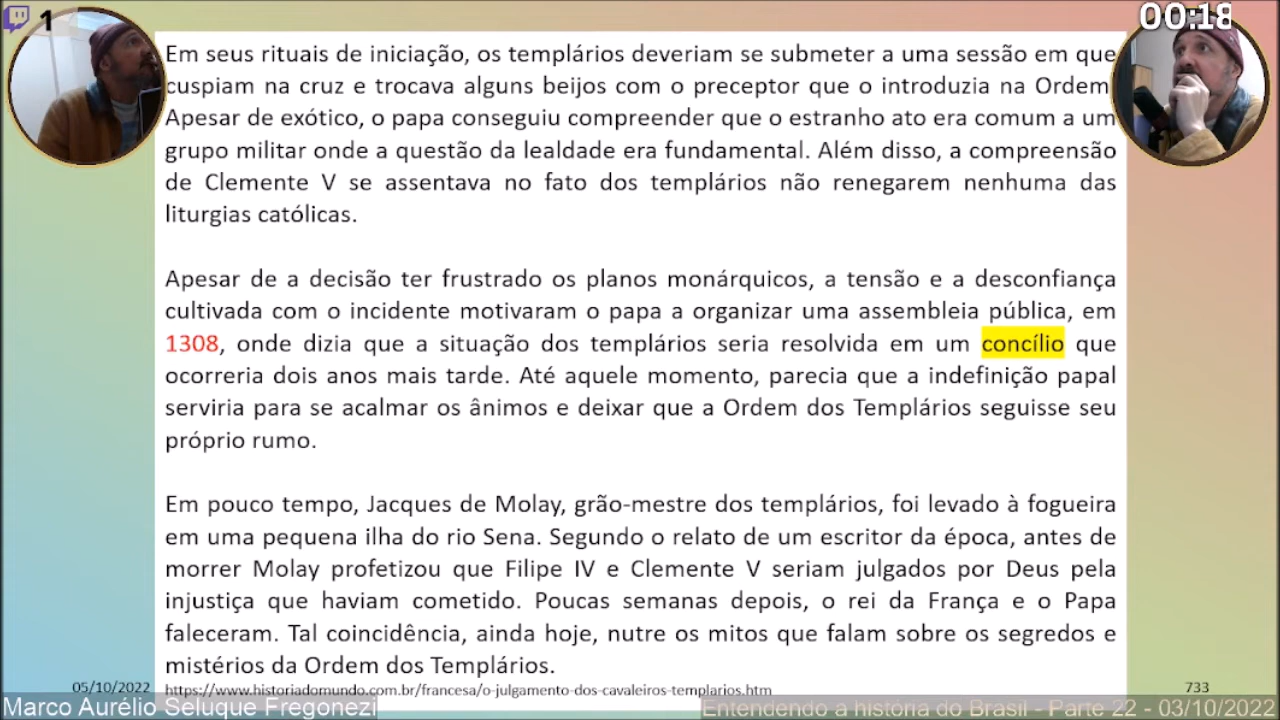 1
00:18
Em seus rituais de iniciação, os templários deveriam se submeter a uma sessão em que
cuspiam na cruz e trocava alguns beijos com o preceptor que o introduzia na Ordem
Apesar de exótico, o papa conseguiu compreender que o estranho ato era comum a um
grupo militar onde a questão da lealdade era fundamental. Além disso, a compreensão
de Clemente V se assentava no fato dos templários não renegarem nenhuma das
liturgias católicas.
Apesar de a decisão ter frustrado os planos monárquicos, a tensão e a desconfiança
cultivada com o incidente motivaram o papa a organizar uma assembleia pública, em
1308, onde dizia que a situação dos templários seria resolvida em um concílio que
ocorreria dois anos mais tarde. Até aquele momento, parecia que a indefinição papal
serviria para se acalmar os ânimos e deixar que a Ordem dos Templários seguisse seu
próprio rumo.
Em pouco tempo, Jacques de Molay, grão-mestre dos templários, foi levado à fogueira
em uma pequena ilha do rio Sena. Segundo o relato de um escritor da época, antes de
morrer Molay profetizou que Filipe IV e Clemente V seriam julgados por Deus pela
injustiça que haviam cometido. Poucas semanas depois, o rei da França e o Papa
faleceram. Tal coincidência, ainda hoje, nutre os mitos que falam sobre os segredos e
mistérios da Ordem dos Templários.
05/10/2022 https://www.historiadomundo.com.br/francesa/o-julgamento-dos-cavaleiros-templarios.htm 733
Marco Aurélio Seluque Fregonezi Entendendo a história do Brasil - Parte 22 - 03/10/2022